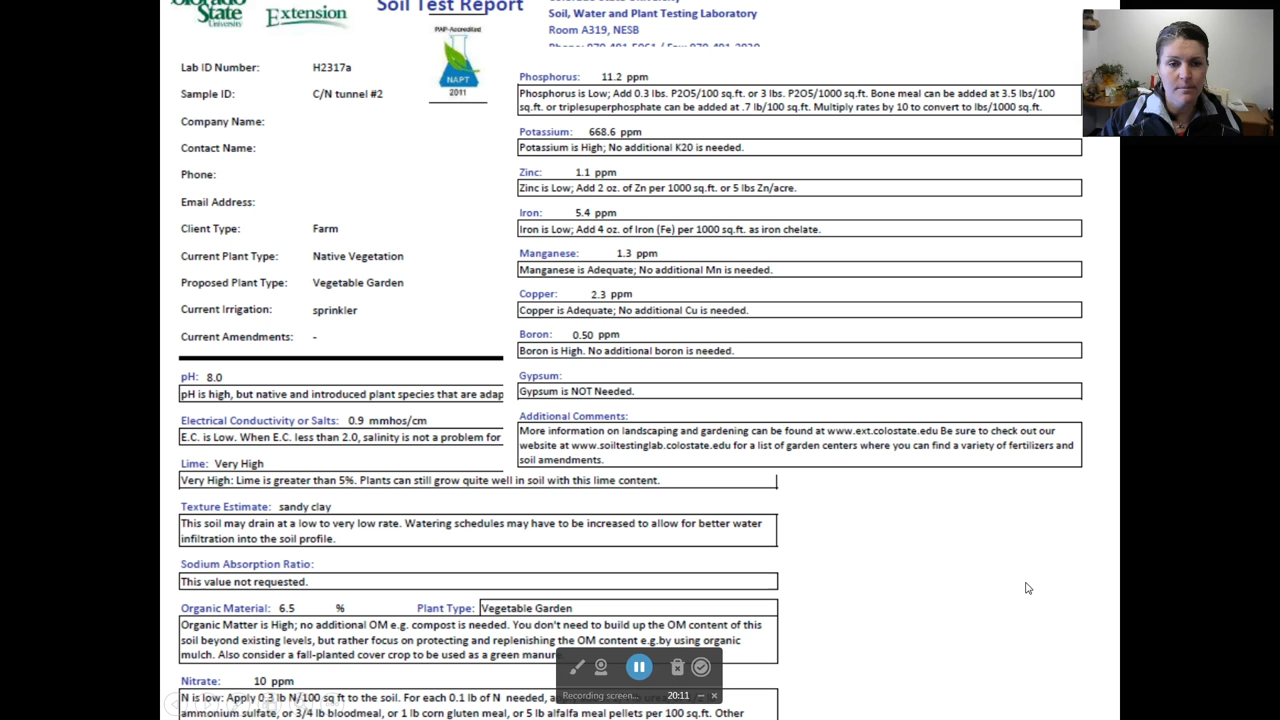 Colorado
State
University
Extension
Soil Test Report
Soil, Water and Plant Testing Laboratory
Room A319, NESB
NAPT-Accredited
NAPT
2011
Lab ID Number: H2317a
Sample ID: C/N tunnel #2
Company Name:
Contact Name:
Phone:
Email Address:
Client Type: Farm
Current Plant Type: Native Vegetation
Proposed Plant Type: Vegetable Garden
Current Irrigation: sprinkler
Current Amendments: -
pH: 8.0
pH is high, but native and introduced plant species that are adap
Electrical Conductivity or Salts: 0.9 mmhos/cm
E.C. is Low. When E.C. less than 2.0, salinity is not a problem for
Lime: Very High
Very High: Lime is greater than 5%. Plants can still grow quite well in soil with this lime content.
Texture Estimate: sandy clay
This soil may drain at a low to very low rate. Watering schedules may have to be increased to allow for better water
infiltration into the soil profile.
Sodium Absorption Ratio:
This value not requested.
Organic Material: 6.5 % Plant Type: Vegetable Garden
Organic Matter is High; no additional OM e.g. compost is needed. You don't need to build up the OM content of this
soil beyond existing levels, but rather focus on protecting and replenishing the OM content e.g.by using organic
mulch. Also consider a fall-planted cover crop to be used as a green manure
Nitrate: 10 ppm
N is low: Apply 0.3 lb N/100 sq ft to the soil. For each 0.1 lb of N needed,
ammonium sulfate, or 3/4 lb bloodmeal, or 1 lb corn gluten meal, or 5 lb alfalfa meal pellets per 100 sq.ft. Other
Phosphorus: 11.2 ppm
Phosphorus is Low; Add 0.3 lbs. P2O5/100 sq.ft. or 3 lbs. P2O5/1000 sq.ft. Bone meal can be added at 3.5 lbs/100
sq.ft. or triplesuperphosphate can be added at .7 lb/100 sq.ft. Multiply rates by 10 to convert to lbs/1000 sq.ft.
Potassium: 668.6 ppm
Potassium is High; No additional K20 is needed.
Zinc: 1.1 ppm
Zinc is Low; Add 2 oz. of Zn per 1000 sq.ft. or 5 lbs Zn/acre.
Iron: 5.4 ppm
Iron is Low; Add 4 oz. of Iron (Fe) per 1000 sq.ft. as iron chelate.
Manganese: 1.3 ppm
Manganese is Adequate; No additional Mn is needed.
Copper: 2.3 ppm
Copper is Adequate; No additional Cu is needed.
Boron: 0.50 ppm
Boron is High. No additional boron is needed.
Gypsum:
Gypsum is NOT Needed.
Additional Comments:
More information on landscaping and gardening can be found at www.ext.colostate.edu Be sure to check out our
website at www.soiltestinglab.colostate.edu for a list of garden centers where you can find a variety of fertilizers and
soil amendments.
Recording screen... 20:11